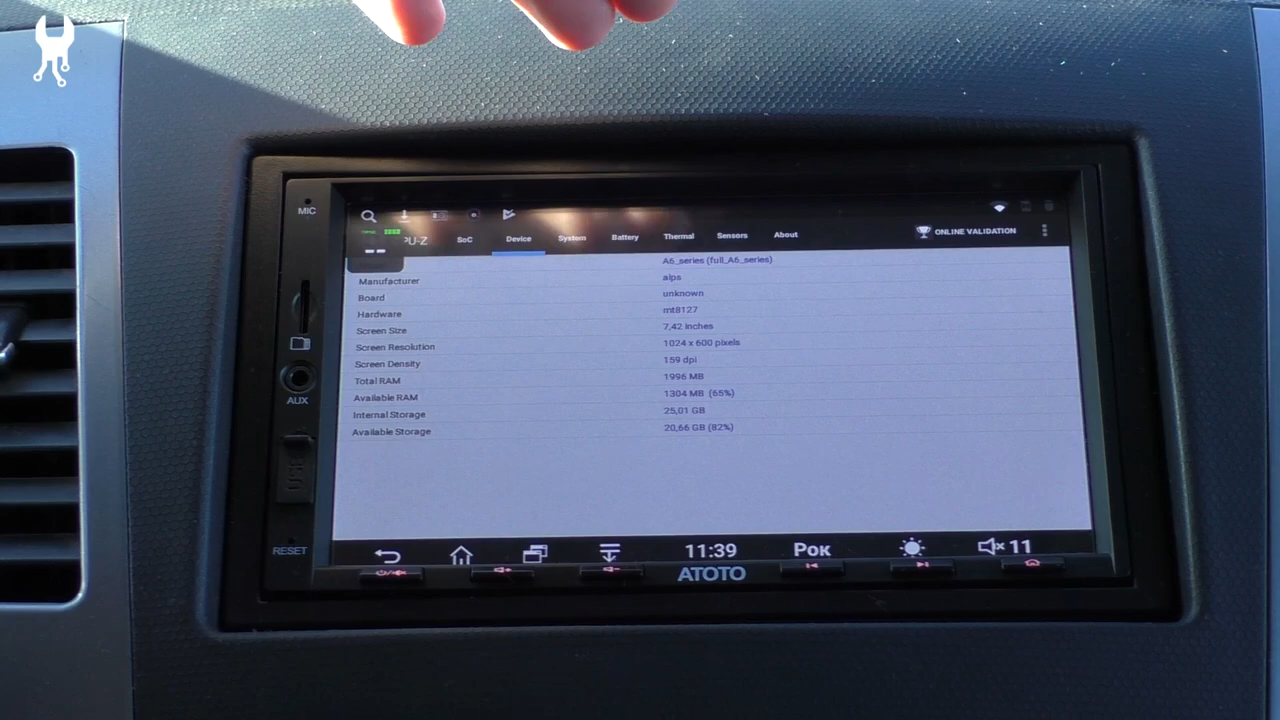 MIC
PU-Z SoC Device System Battery Thermal Sensors About ONLINE VALIDATION
A6_series (full_A6_series)
Manufacturer alps
Board unknown
Hardware mt8127
Screen Size 7,42 inches
Screen Resolution 1024 x 600 pixels
Screen Density 159 dpi
Total RAM 1996 MB
Available RAM 1304 MB (65%)
Internal Storage 25,01 GB
Available Storage 20,66 GB (82%)
AUX
USB
RESET
11:39 Рок 11
ATOTO